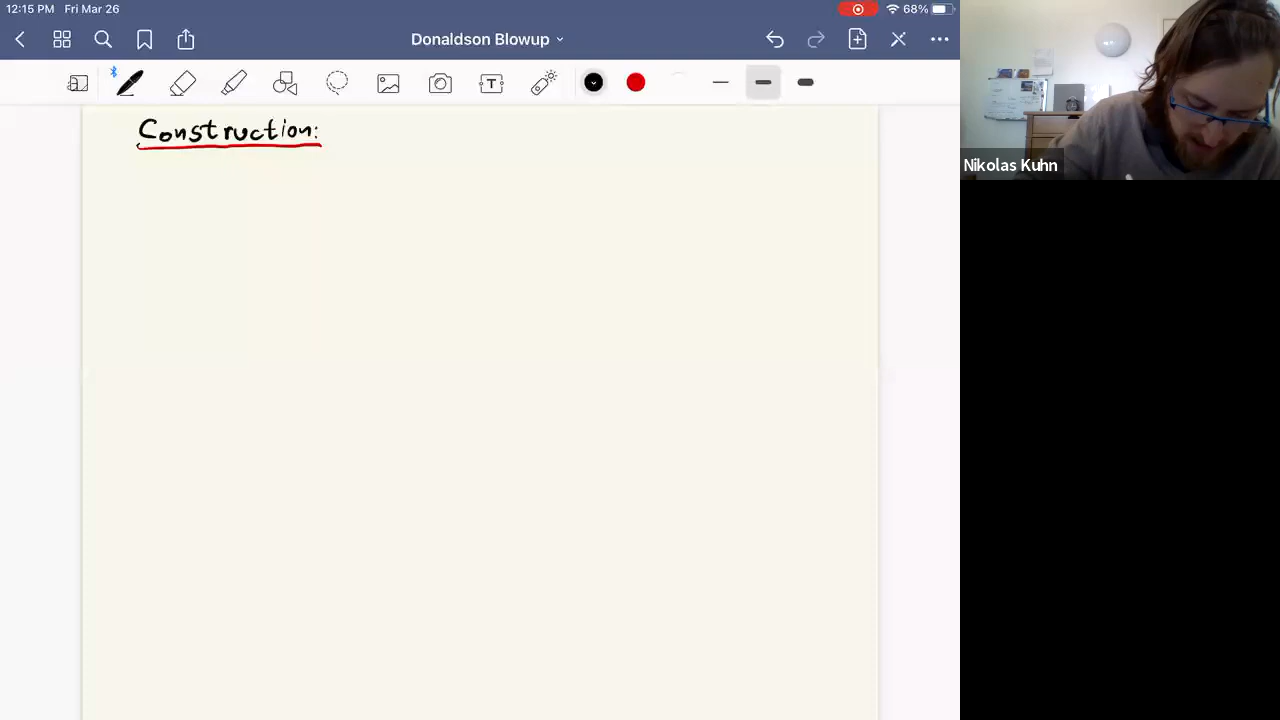 12:15 PM Fri Mar 26 68%
Donaldson Blowup
T
Construction:
Nikolas Kuhn